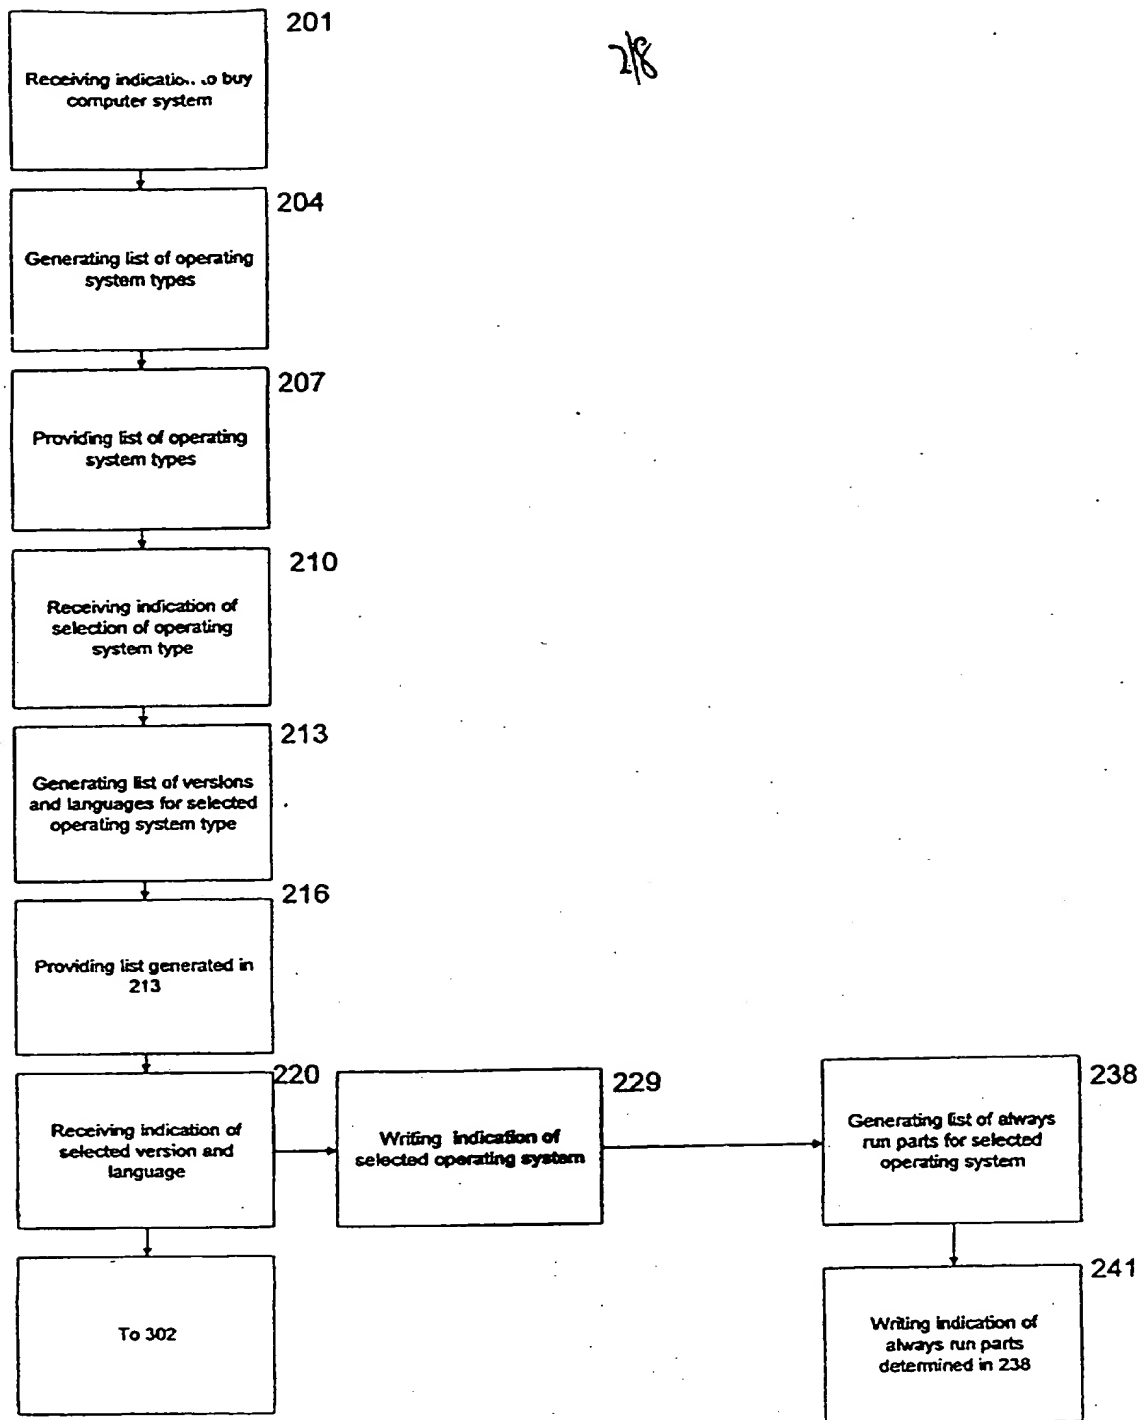 201
2/8
Receiving indication to buy
computer system
204
Generating list of operating
system types
207
Providing list of operating
system types
210
Receiving indication of
selection of operating
system type
213
Generating list of versions
and languages for selected
operating system type
216
Providing list generated in
213
220
Receiving indication of
selected version and
language
229
Writing indication of
selected operating system
238
Generating list of always
run parts for selected
operating system
To 302
241
Writing indication of
always run parts
determined in 238